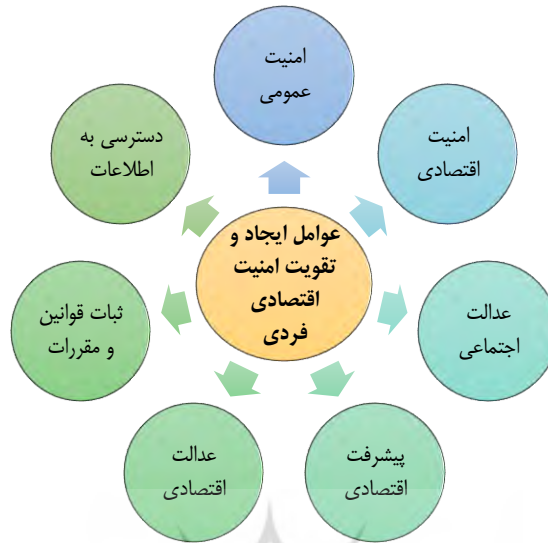 امنیت
عمومی
امنیت
اقتصادی
عدالت
اجتماعی
پیشرفت
اقتصادی
عدالت
اقتصادی
ثبات قوانین
و مقررات
دسترسی به
اطلاعات
عوامل ایجاد و
تقویت امنیت
اقتصادی
فردی